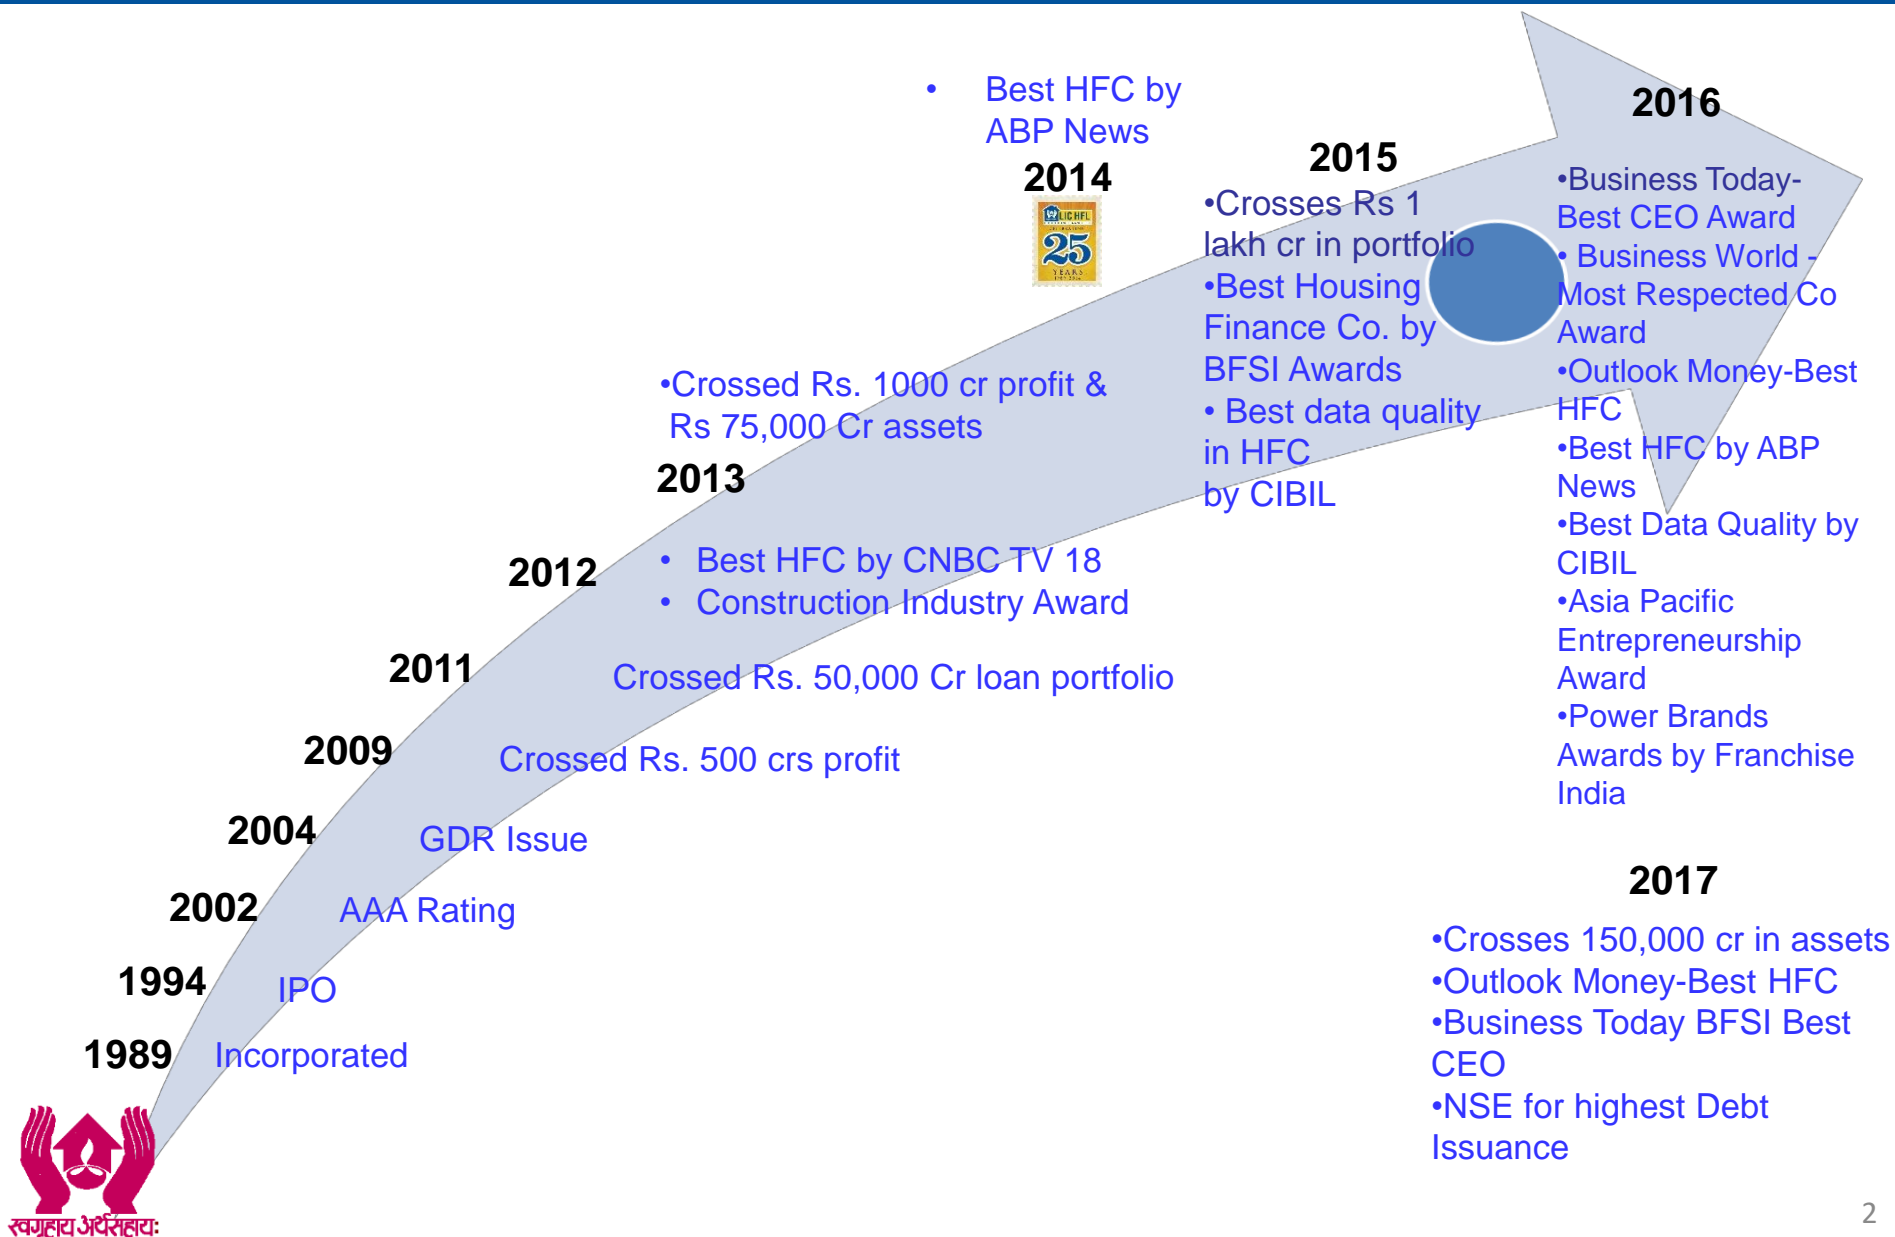 • Best HFC by
ABP News
2014
LIC HFL
25
YEARS
2015
•Crosses Rs 1
lakh cr in portfolio
•Best Housing
Finance Co. by
BFSI Awards
• Best data quality
in HFC
by CIBIL
2016
•Business Today-
Best CEO Award
• Business World -
Most Respected Co
Award
•Outlook Money-Best
HFC
•Best HFC by ABP
News
•Best Data Quality by
CIBIL
•Asia Pacific
Entrepreneurship
Award
•Power Brands
Awards by Franchise
India
•Crossed Rs. 1000 cr profit &
Rs 75,000 Cr assets
2013
2012
• Best HFC by CNBC TV 18
• Construction Industry Award
2011
Crossed Rs. 50,000 Cr loan portfolio
2009
Crossed Rs. 500 crs profit
2004
GDR Issue
2002
AAA Rating
1994
IPO
1989
Incorporated
2017
•Crosses 150,000 cr in assets
•Outlook Money-Best HFC
•Business Today BFSI Best
CEO
•NSE for highest Debt
Issuance
स्वगृहाय अर्थसहाय:
2